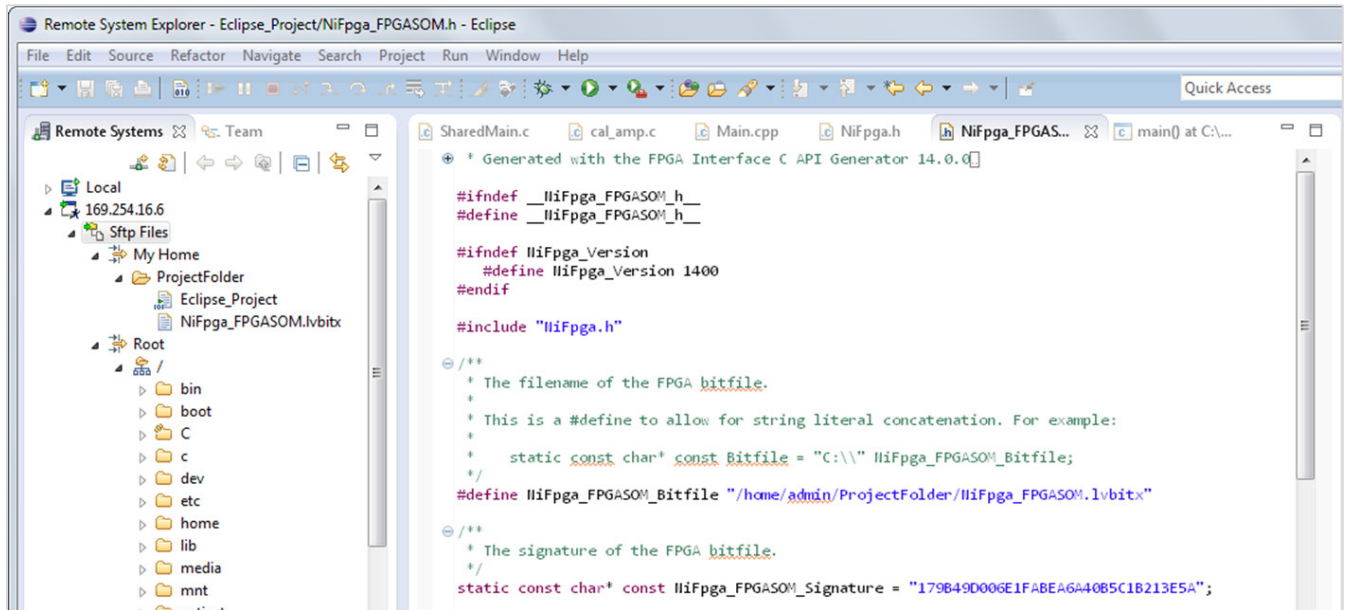 Remote System Explorer - Eclipse_Project/NiFpga_FPGASOM.h - Eclipse
File Edit Source Refactor Navigate Search Project Run Window Help
Quick Access
Remote Systems Team
SharedMain.c cal_amp.c Main.cpp NiFpga.h NiFpga_FPGAS... main() at C:\...
Local
169.254.16.6
Sftp Files
My Home
ProjectFolder
Eclipse_Project
NiFpga_FPGASOM.lvbitx
Root
/
bin
boot
C
c
dev
etc
home
lib
media
mnt
* Generated with the FPGA Interface C API Generator 14.0.0
#ifndef __NiFpga_FPGASOM_h__
#define __NiFpga_FPGASOM_h__
#ifndef NiFpga_Version
#define NiFpga_Version 1400
#endif
#include "NiFpga.h"
/**
* The filename of the FPGA bitfile.
*
* This is a #define to allow for string literal concatenation. For example:
*
* static const char* const Bitfile = "C:\\" NiFpga_FPGASOM_Bitfile;
*/
#define NiFpga_FPGASOM_Bitfile "/home/admin/ProjectFolder/NiFpga_FPGASOM.lvbitx"
/**
* The signature of the FPGA bitfile.
*/
static const char* const NiFpga_FPGASOM_Signature = "179B49D006E1FABEA6A40B5C1B213E5A";